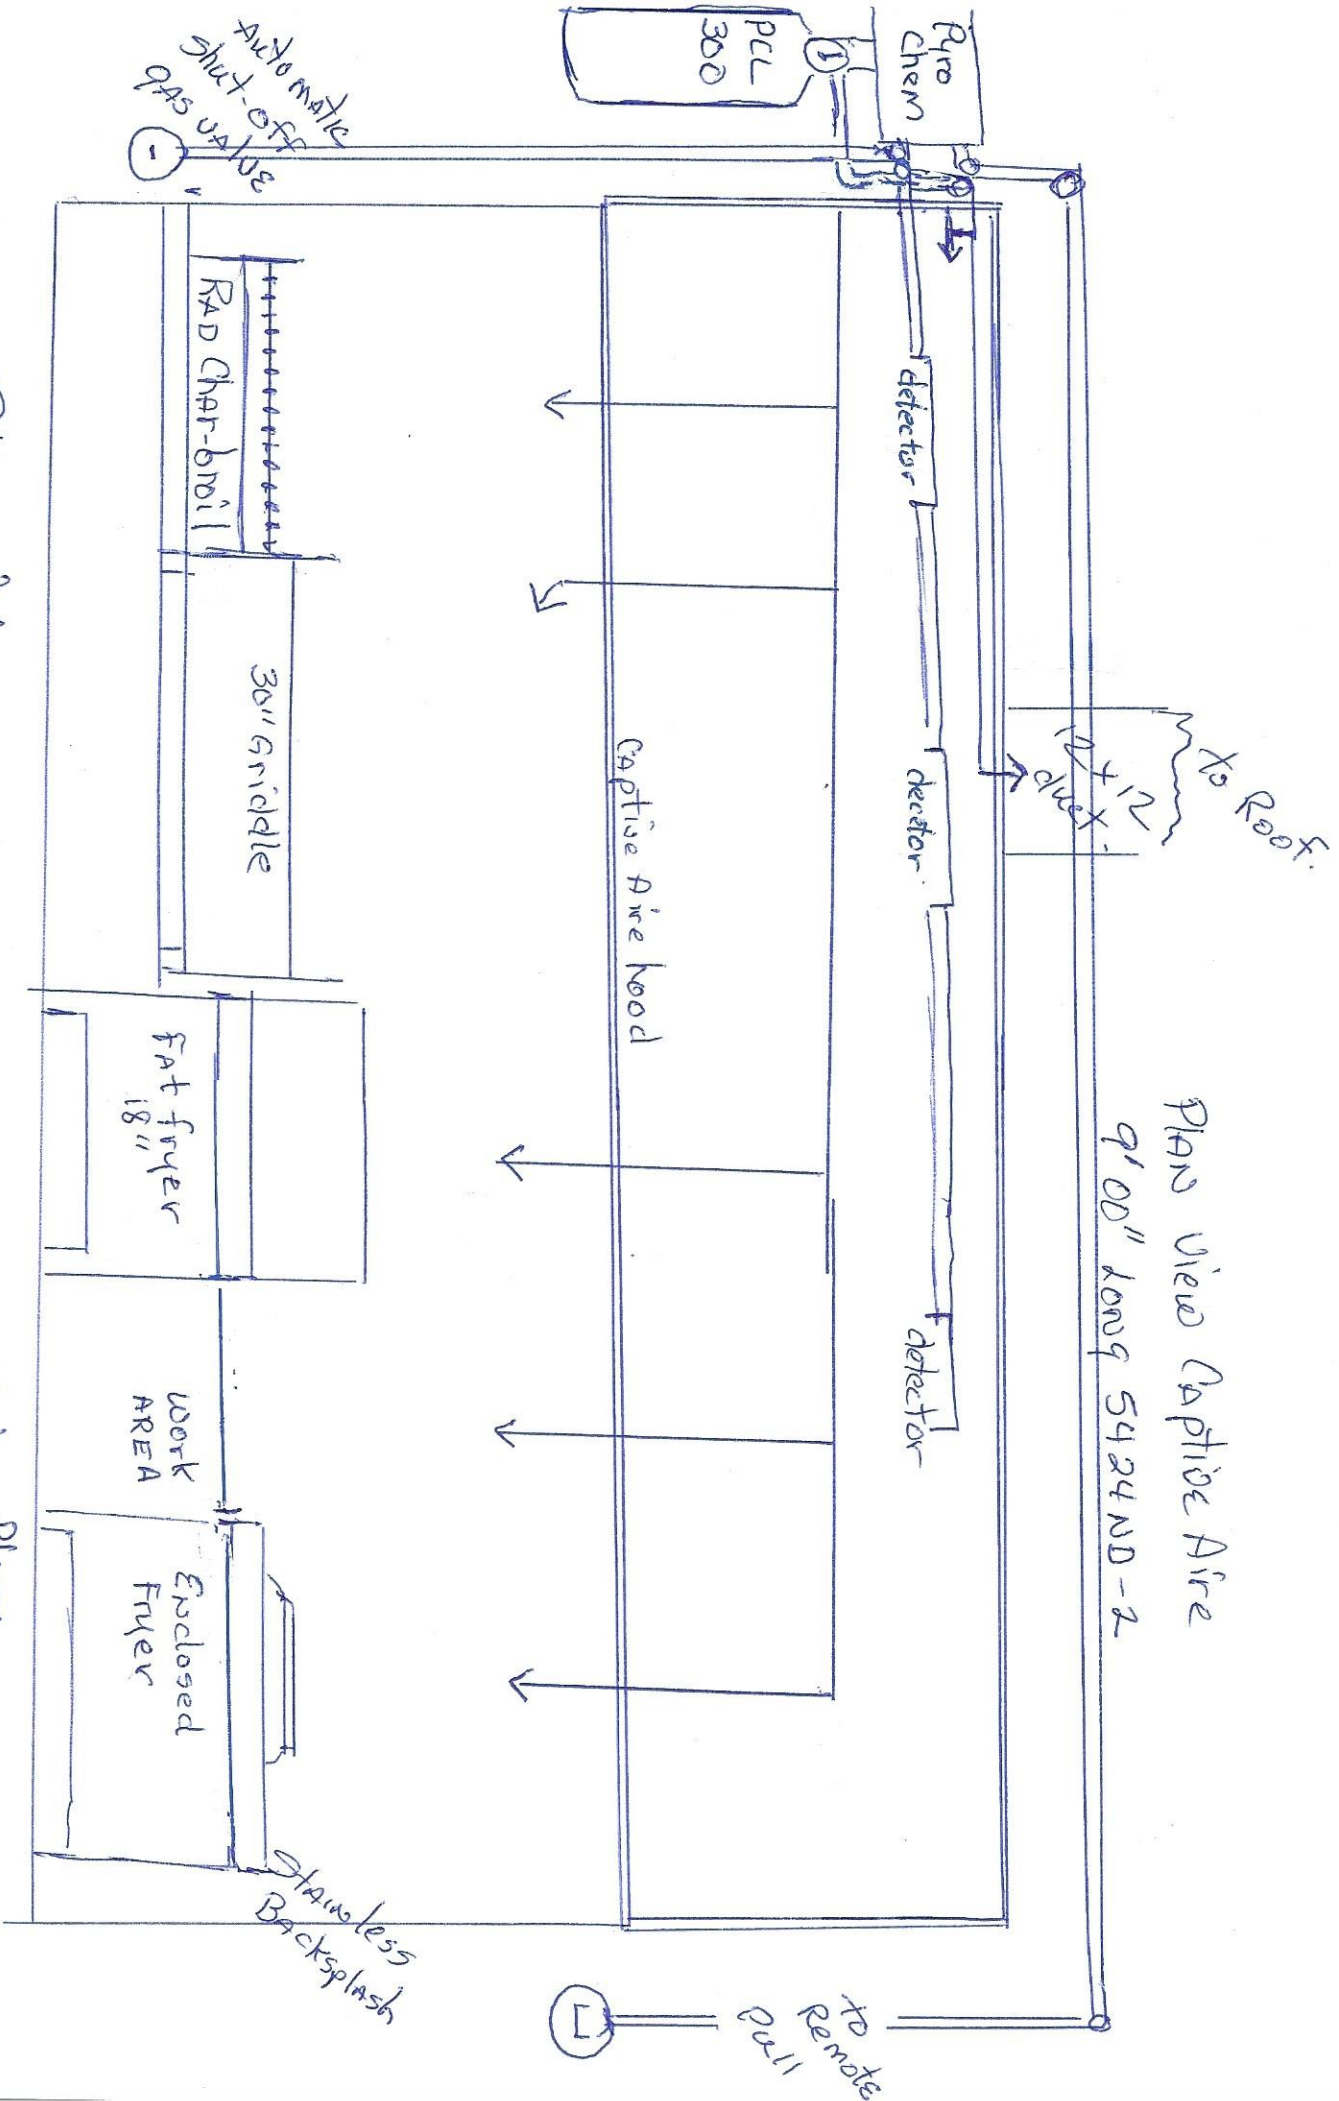 Pyro
Chem
PCL
300
Automatic
shut-off
gas valve
to Roof.
12 x 12
duct
PLAN View CAptive Aire
9'00" Long 5424ND-2
detector
dectator
detector
CAptive Aire hood
RAD ChAr-broil
30" Griddle
FAt fryer
18"
work
AREA
Enclosed
Fryer
StAinless
BAcksplAsh
to
Remote
Pull